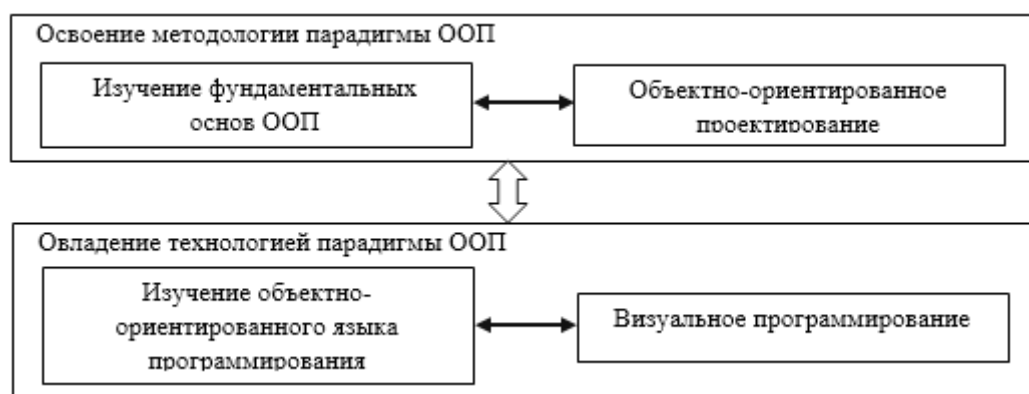 Освоение методологии парадигмы ООП
Изучение фундаментальных
основ ООП
Объектно-ориентированное
проектирование
Овладение технологией парадигмы ООП
Изучение объектно-
ориентированного языка
программирования
Визуальное программирование